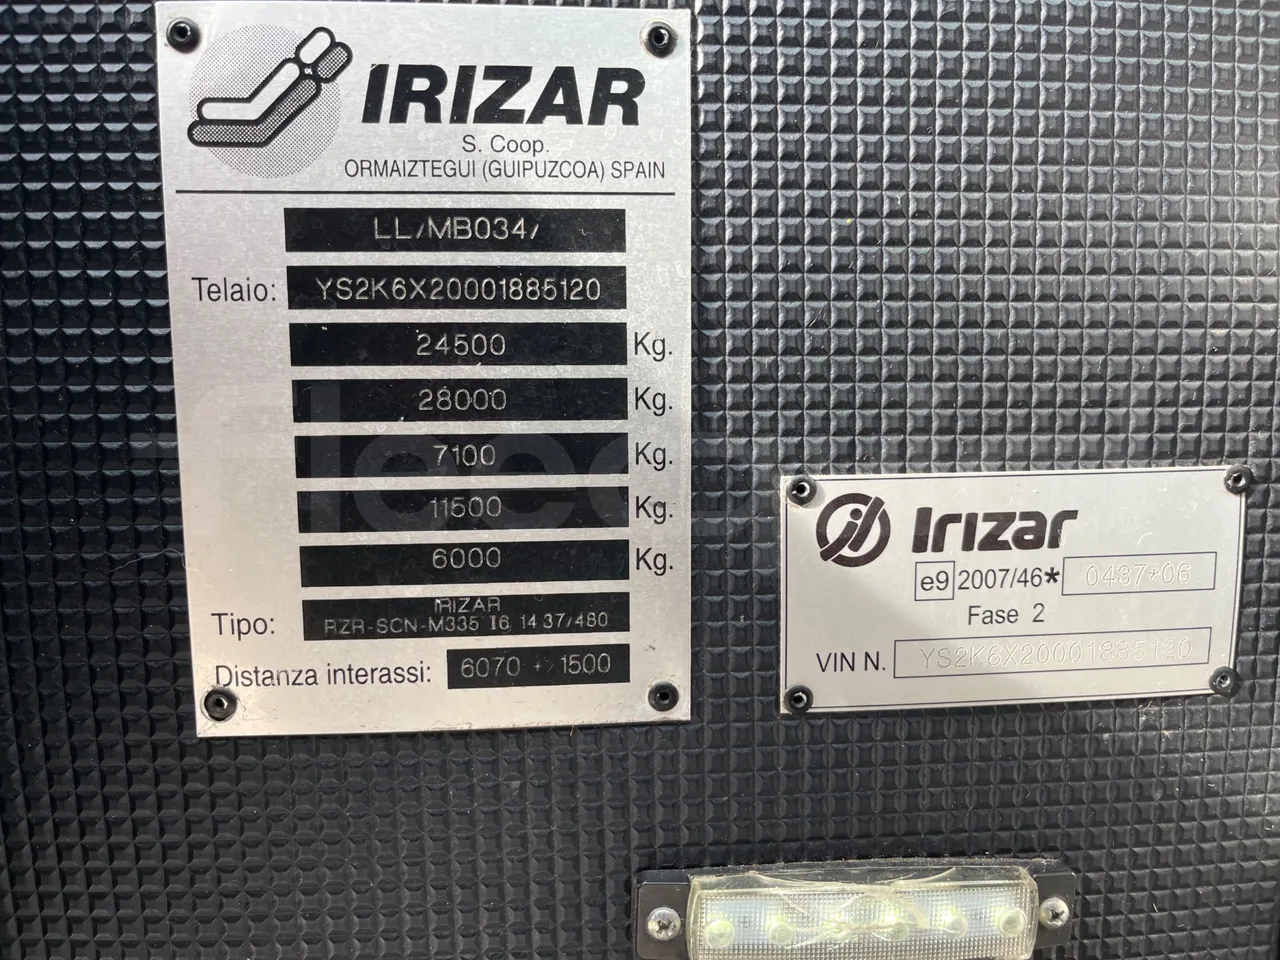 IRIZAR
S. Coop.
ORMAIZTEGUI (GUIPUZCOA) SPAIN
LL/MB034/
Telaio: YS2K6X20001885120
24500 Kg.
28000 Kg.
7100 Kg.
11500 Kg.
6000 Kg.
Tipo: IRIZAR
RZR-SCN-M335 I6 14 37/480
Distanza interassi: 6070 + 1500
Irizar
e9 2007/46* 0437*06
Fase 2
VIN N. YS2K6X20001885120